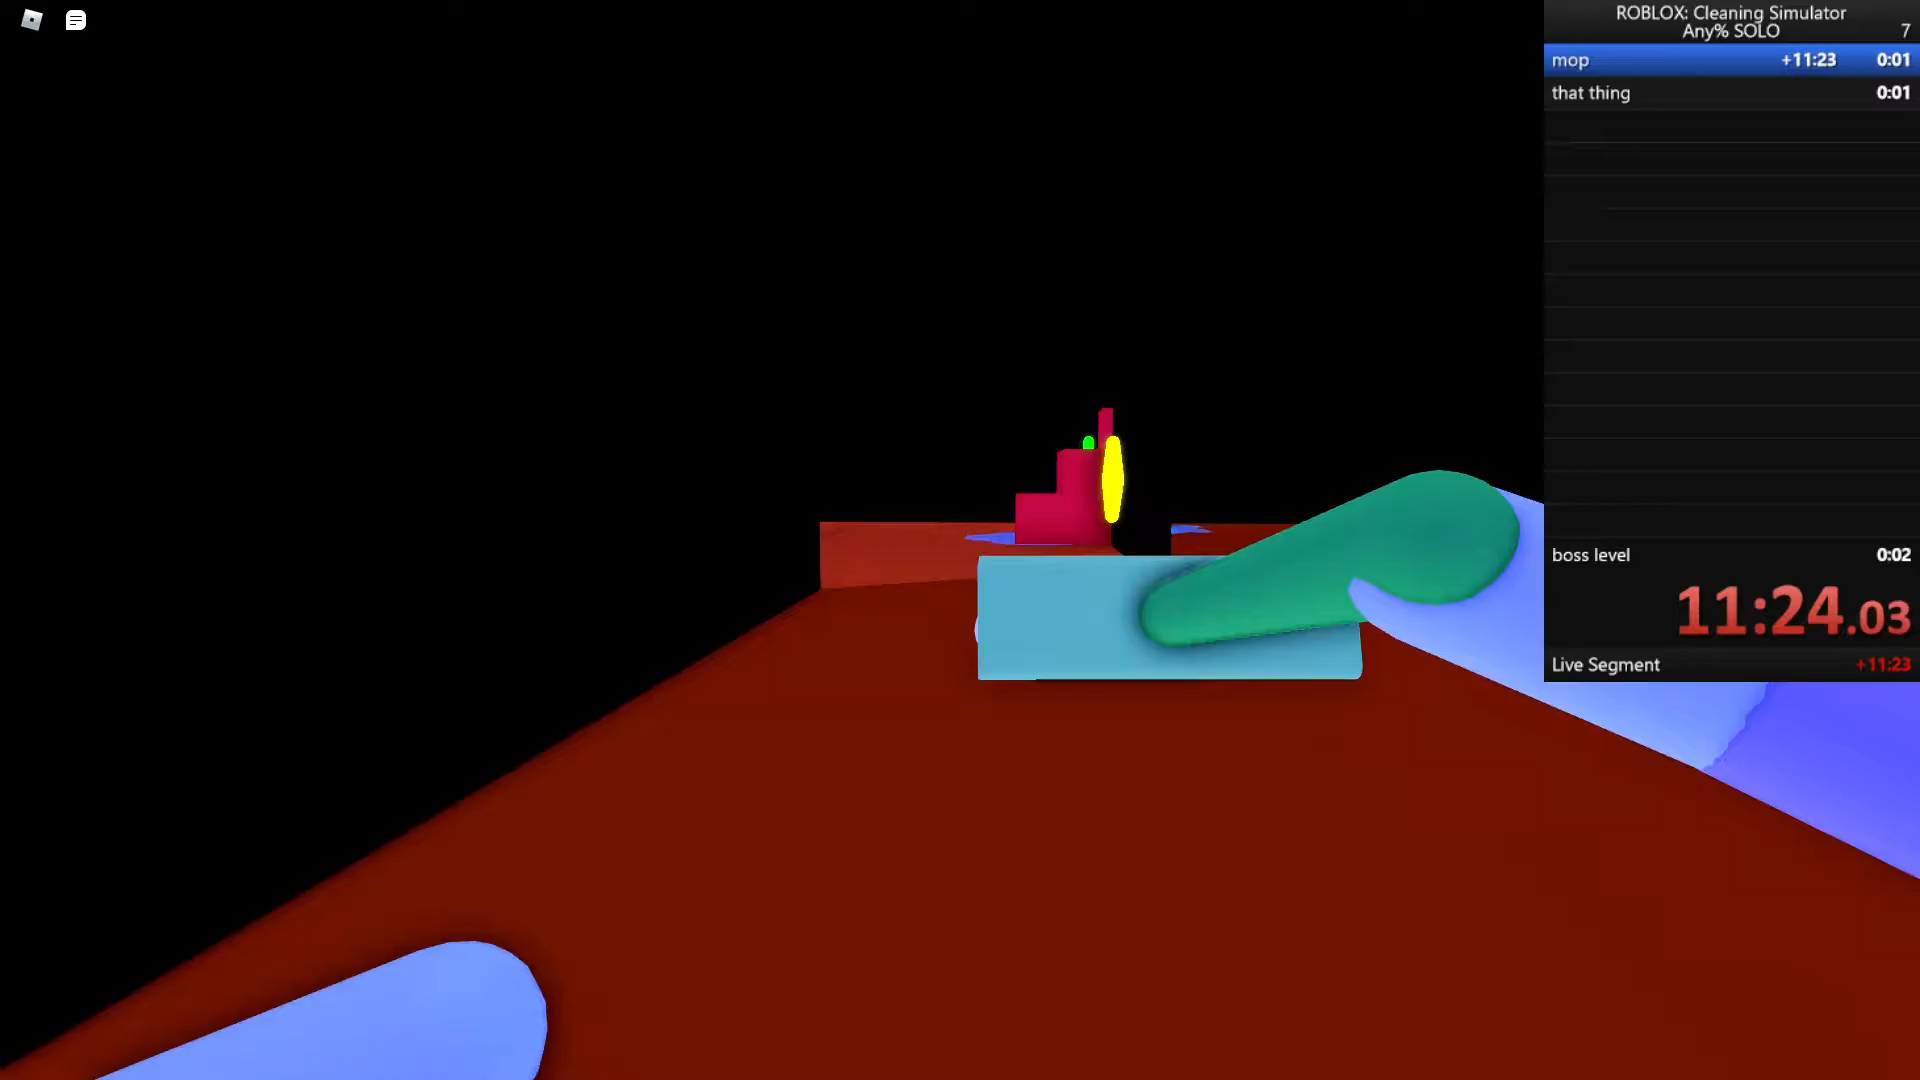 ROBLOX: Cleaning Simulator
Any% SOLO 7
mop +11:23 0:01
that thing 0:01
boss level 0:02
11:24.03
Live Segment +11:23